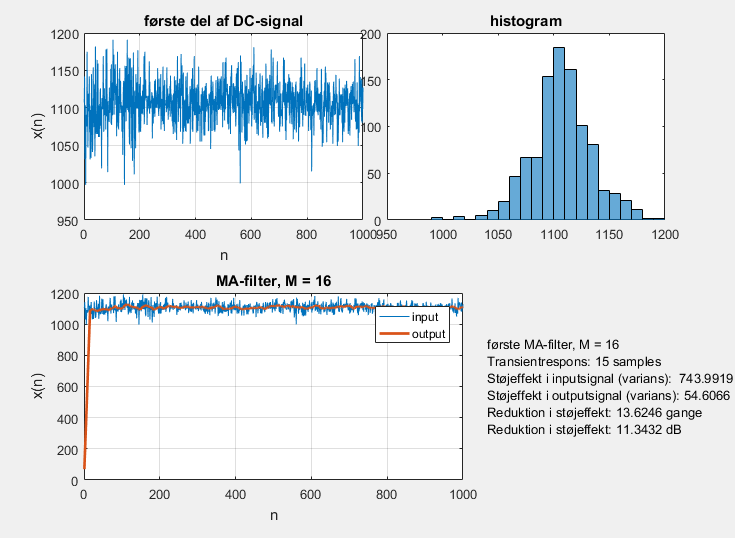 første del af DC-signal
1200
1150
1100
1050
1000
950
x(n)
0 200 400 600 800 1000
n
histogram
200
150
100
50
0
950 1000 1050 1100 1150 1200
MA-filter, M = 16
1200
1000
800
600
400
200
0
x(n)
input
output
0 200 400 600 800 1000
n
første MA-filter, M = 16
Transientrespons: 15 samples
Støjeffekt i inputsignal (varians): 743.9919
Støjeffekt i outputsignal (varians): 54.6066
Reduktion i støjeffekt: 13.6246 gange
Reduktion i støjeffekt: 11.3432 dB